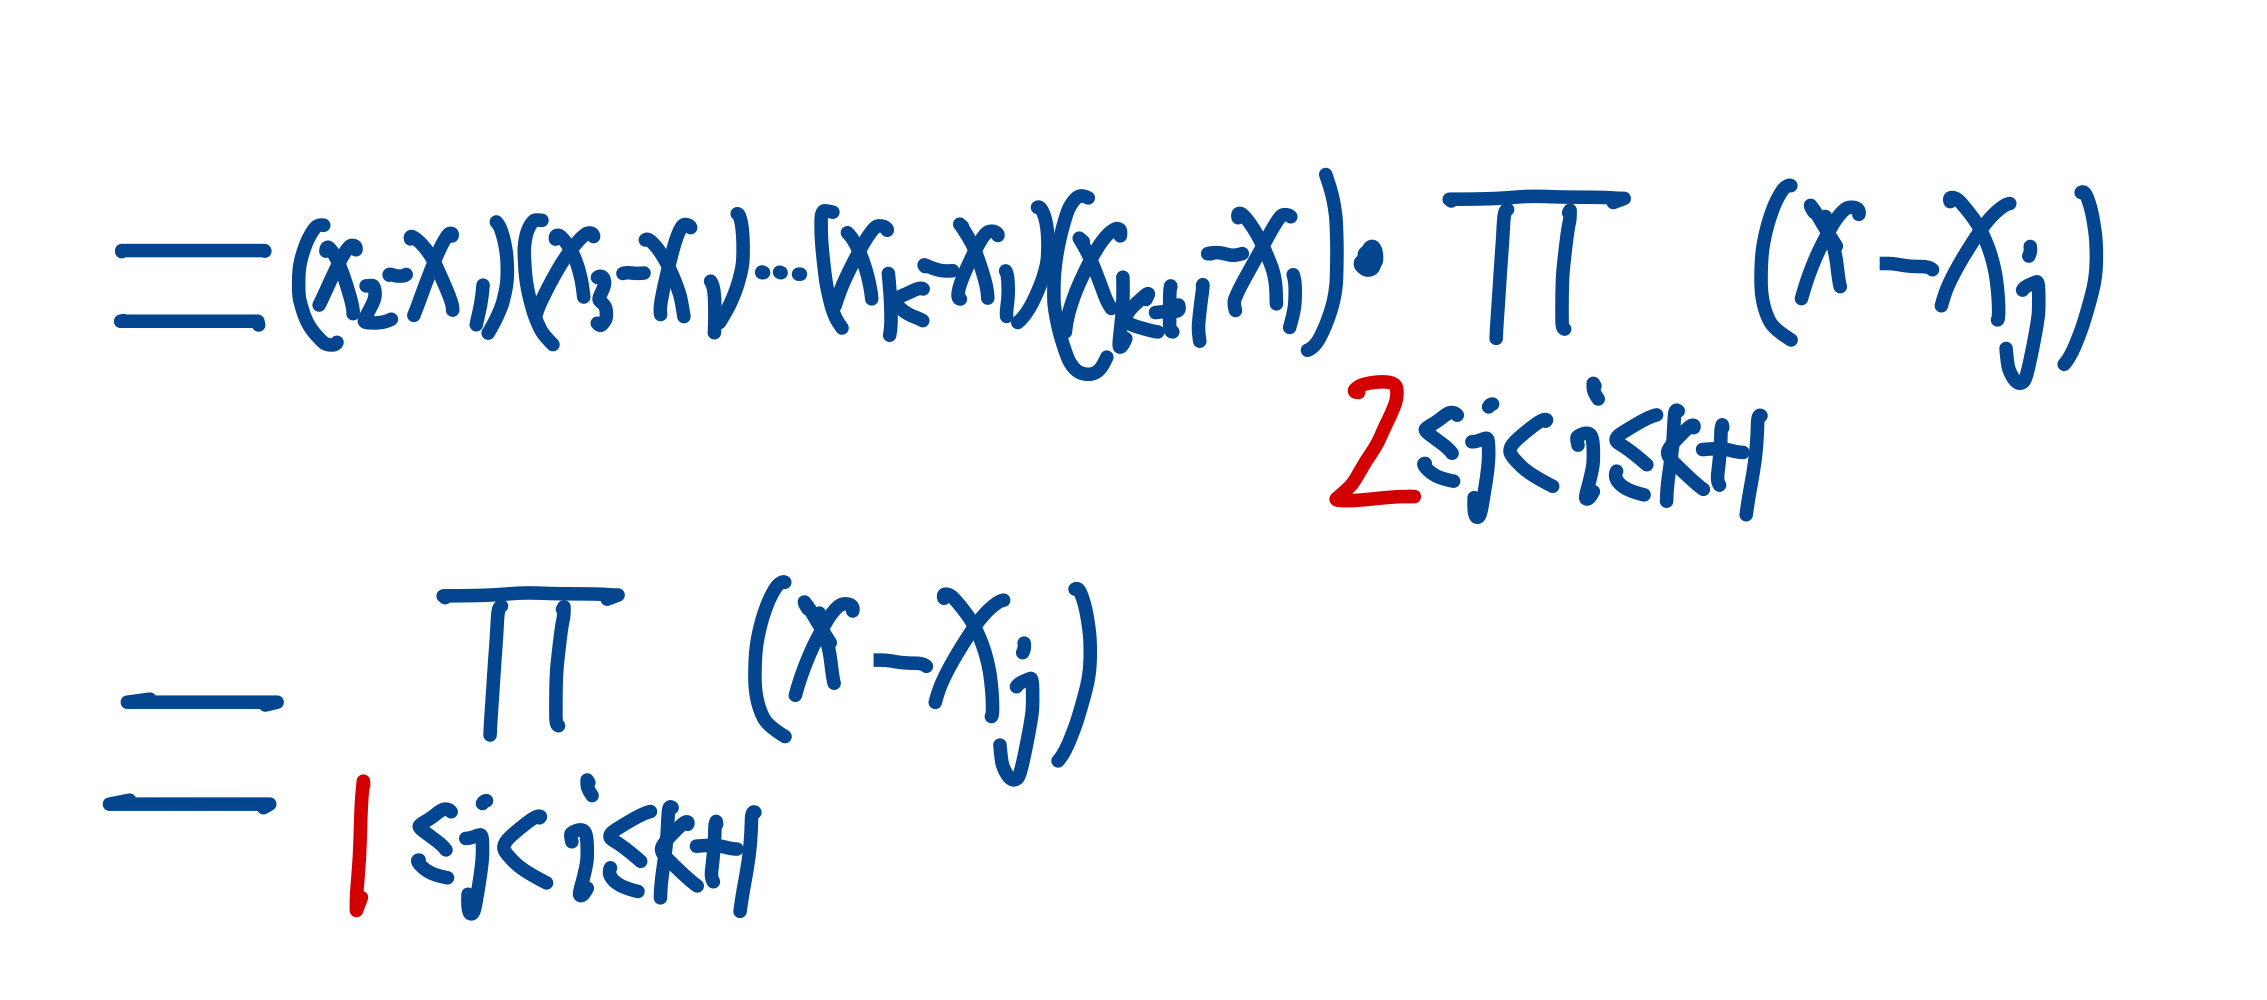 = (x₂-x₁)(x₃-x₁)····(xₖ-x₁)(xₖ₊₁-x₁)·∏(x-xⱼ)
2≤j<i≤k+1
= ∏(x-xⱼ)
1≤j<i≤k+1